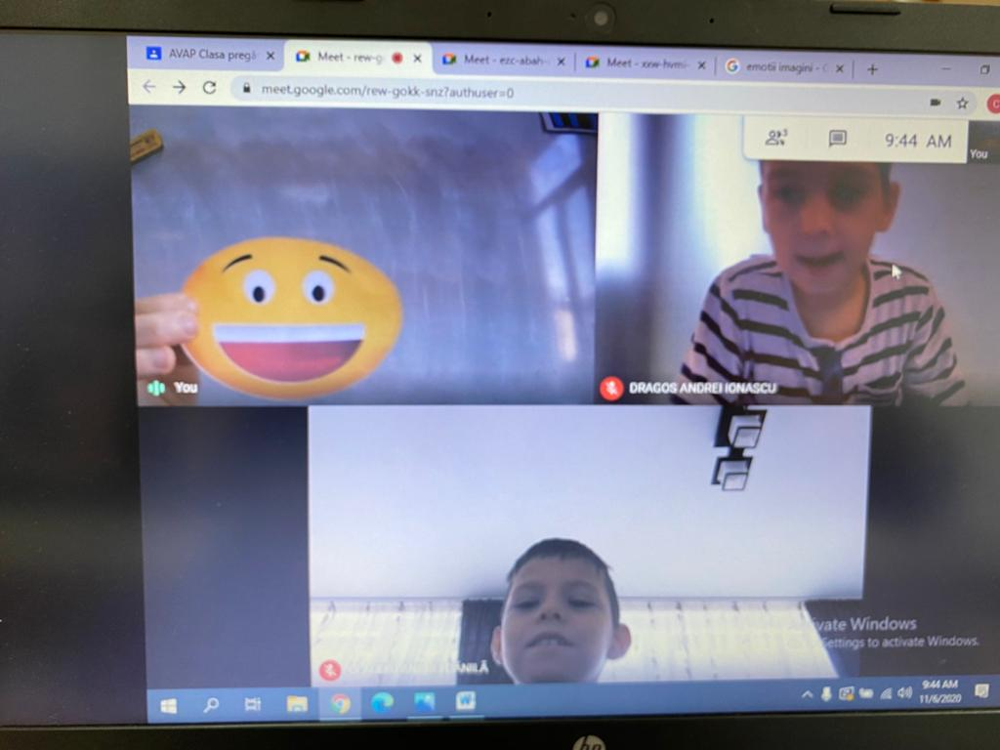 AVAP Clasa pregă
Meet - rew-g
Meet - ezc-abah-
Meet - xxw-hvmi-
emotii imagini - G
meet.google.com/rew-gokk-snz?authuser=0
C
3
9:44 AM
You
You
DRAGOS ANDREI IONASCU
ĂNILĂ
ivate Windows
Settings to activate Windows.
9:44 AM
11/6/2020
hp